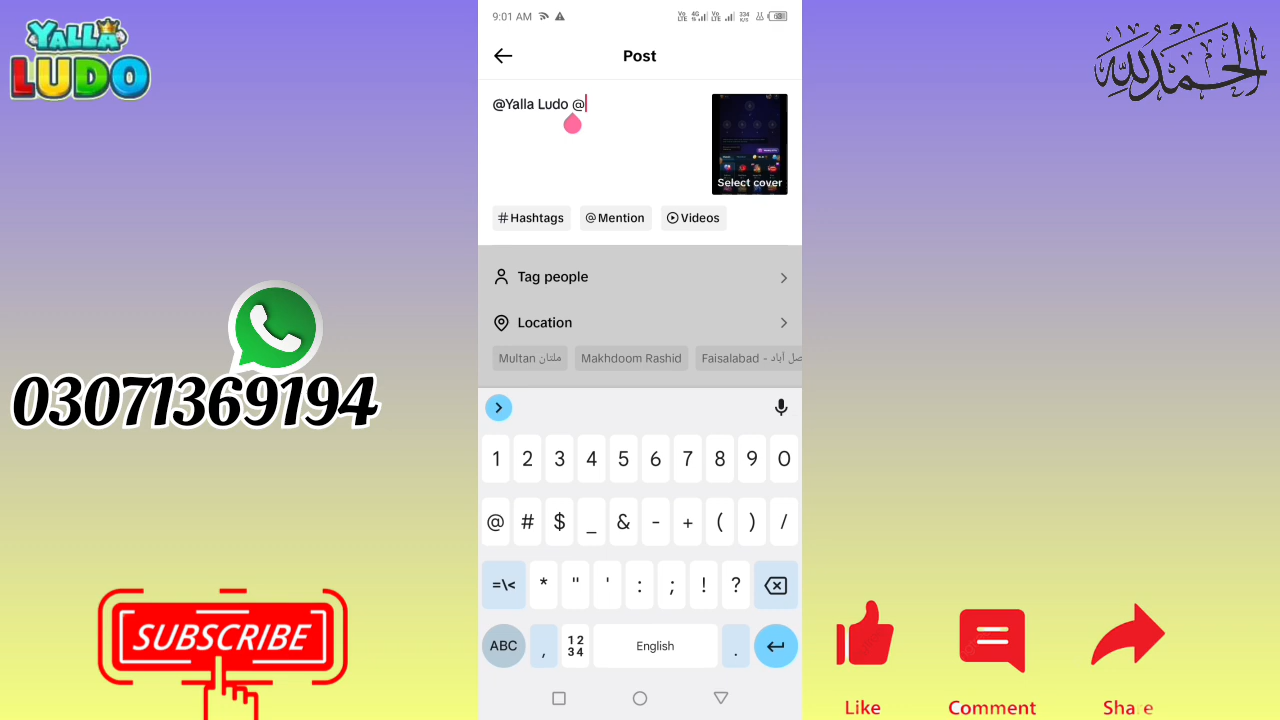 YALLA
LUDO
الحمدلله
9:01 AM
Post
@Yalla Ludo @
Select cover
#Hashtags
@Mention
Videos
Tag people
Location
Multan ملتان
Makhdoom Rashid
03071369194
1 2 3 4 5 6 7 8 9 0
@ # $ _ & - + ( ) /
=\< * " ' : ; ! ?
ABC , 12 34 English .
SUBSCRIBE
Like
Comment